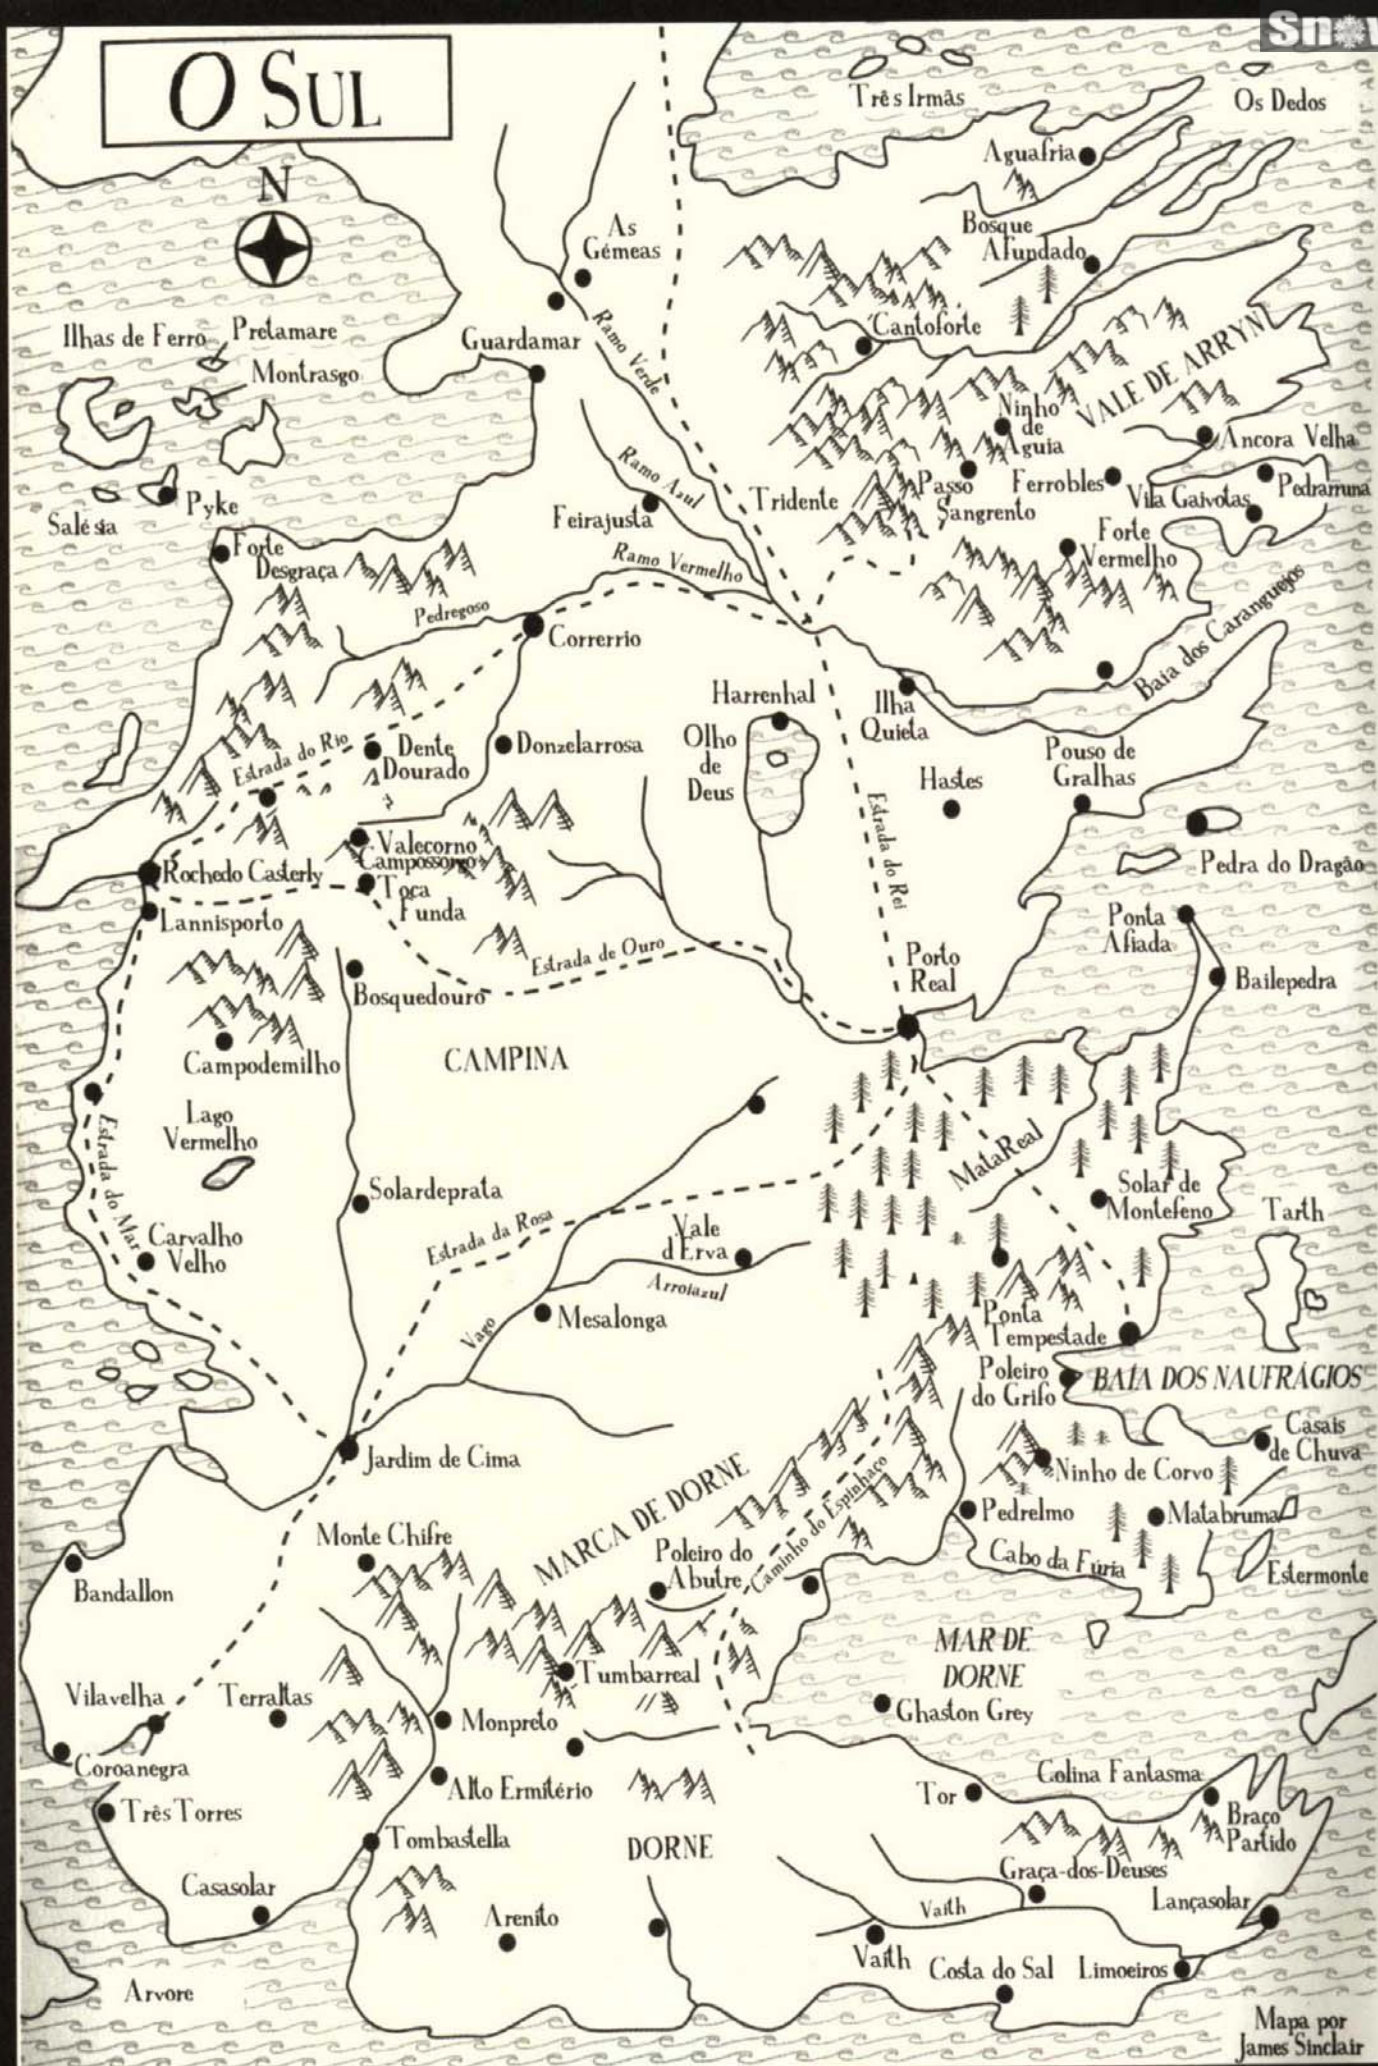 Snow
O SUL
N
Três Irmãs
Os Dedos
Aguafria
As
Gémeas
Bosque
Afundado
Ilhas de Ferro
Pretamare
Montrasgo
Guardamar
Ramo Verde
Cantoforte
VALE DE ARRYN
Ninho
de
Águia
Ancora Velha
Ramo Azul
Tridente
Passo
Sangrento
Ferrobles
Vila Gaivotas
Pedrarruna
Salésia
Pyke
Feirajusta
Forte
Vermelho
Forte
Desgraça
Ramo Vermelho
Pedregoso
Correrrio
Baía dos Caranguejos
Harrenhal
Ilha
Quieta
Olho
de
Deus
Estrada do Rio
Dente
Dourado
Donzelarrosa
Pouso de
Gralhas
Hastes
Estrada do Rei
Valecorno
Campossorgo
Rochedo Casterly
Toca
Funda
Pedra do Dragão
Lannisporto
Ponta
Afiada
Estrada de Ouro
Porto
Real
Bailepedra
Bosquedouro
Campodemilho
CAMPINA
Lago
Vermelho
Estrada do Mar
MataReal
Solardeprata
Solar de
Montefeno
Tarth
Carvalho
Velho
Estrada da Rosa
Vale
d'Erva
Arroiazul
Mesalonga
Vago
Ponta
Tempestade
Poleiro
do Grifo
BAÍA DOS NAUFRÁGIOS
Casais
de Chuva
Jardim de Cima
Ninho de Corvo
MARCA DE DORNE
Caminho do Espinhaço
Pedrelmo
Matabruma
Monte Chifre
Poleiro do
Abutre
Cabo da Fúria
Estermonte
Bandallon
MAR DE
DORNE
Tumbarreal
Vilavelha
Terraltas
Monpreto
Ghaston Grey
Coroanegra
Alto Ermitério
Tor
Colina Fantasma
Três Torres
Braço
Partido
Tombastella
DORNE
Graça-dos-Deuses
Casasolar
Arenito
Vaith
Lançasolar
Vaith
Costa do Sal
Limoeiros
Arvore
Mapa por
James Sinclair